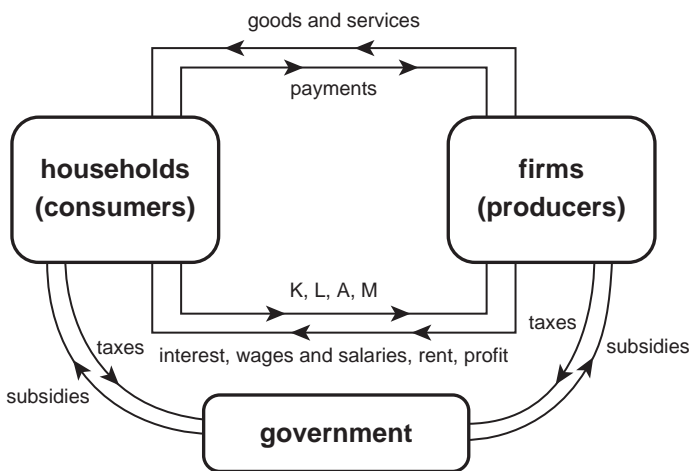 goods and services
payments
households
(consumers)
firms
(producers)
K, L, A, M
interest, wages and salaries, rent, profit
taxes
subsidies
taxes
subsidies
government